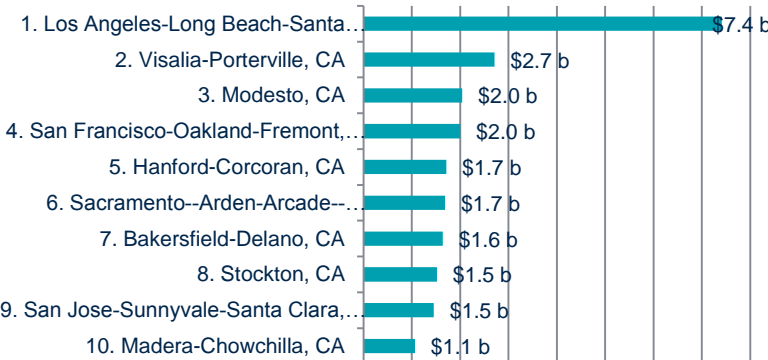 1. Los Angeles-Long Beach-Santa… $7.4 b
2. Visalia-Porterville, CA $2.7 b
3. Modesto, CA $2.0 b
4. San Francisco-Oakland-Fremont,… $2.0 b
5. Hanford-Corcoran, CA $1.7 b
6. Sacramento--Arden-Arcade--… $1.7 b
7. Bakersfield-Delano, CA $1.6 b
8. Stockton, CA $1.5 b
9. San Jose-Sunnyvale-Santa Clara,… $1.5 b
10. Madera-Chowchilla, CA $1.1 b